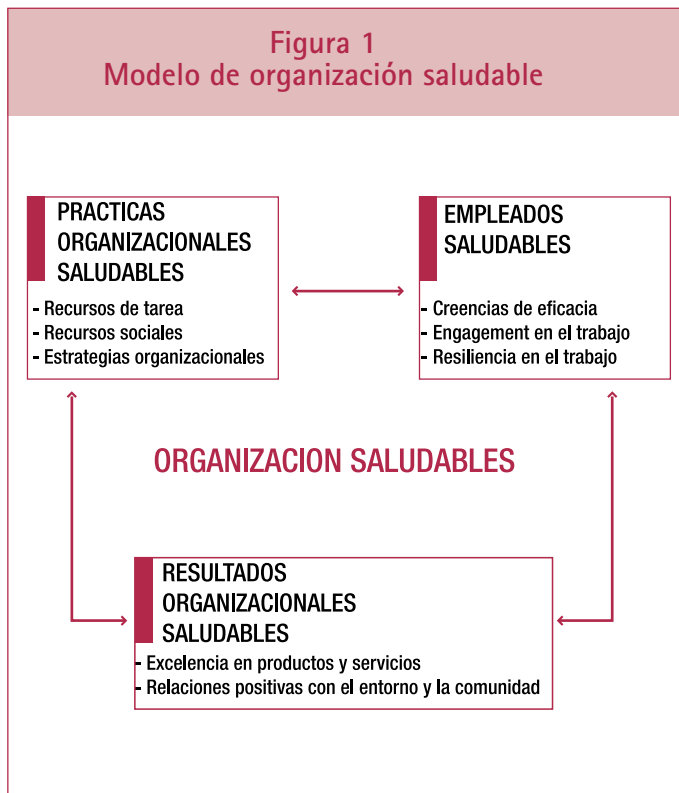 Figura 1
Modelo de organización saludable
PRACTICAS
ORGANIZACIONALES
SALUDABLES
- Recursos de tarea
- Recursos sociales
- Estrategias organizacionales
EMPLEADOS
SALUDABLES
- Creencias de eficacia
- Engagement en el trabajo
- Resiliencia en el trabajo
ORGANIZACION SALUDABLES
RESULTADOS
ORGANIZACIONALES
SALUDABLES
- Excelencia en productos y servicios
- Relaciones positivas con el entorno y la comunidad